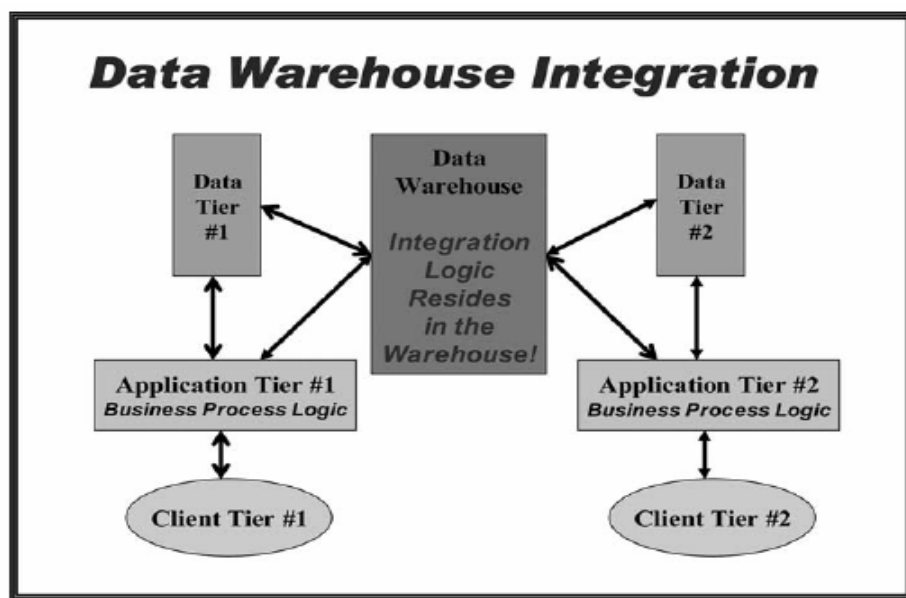 Data Warehouse Integration
Data
Tier
#1
Data
Warehouse
Integration
Logic
Resides
in the
Warehouse!
Data
Tier
#2
Application Tier #1
Business Process Logic
Application Tier #2
Business Process Logic
Client Tier #1
Client Tier #2